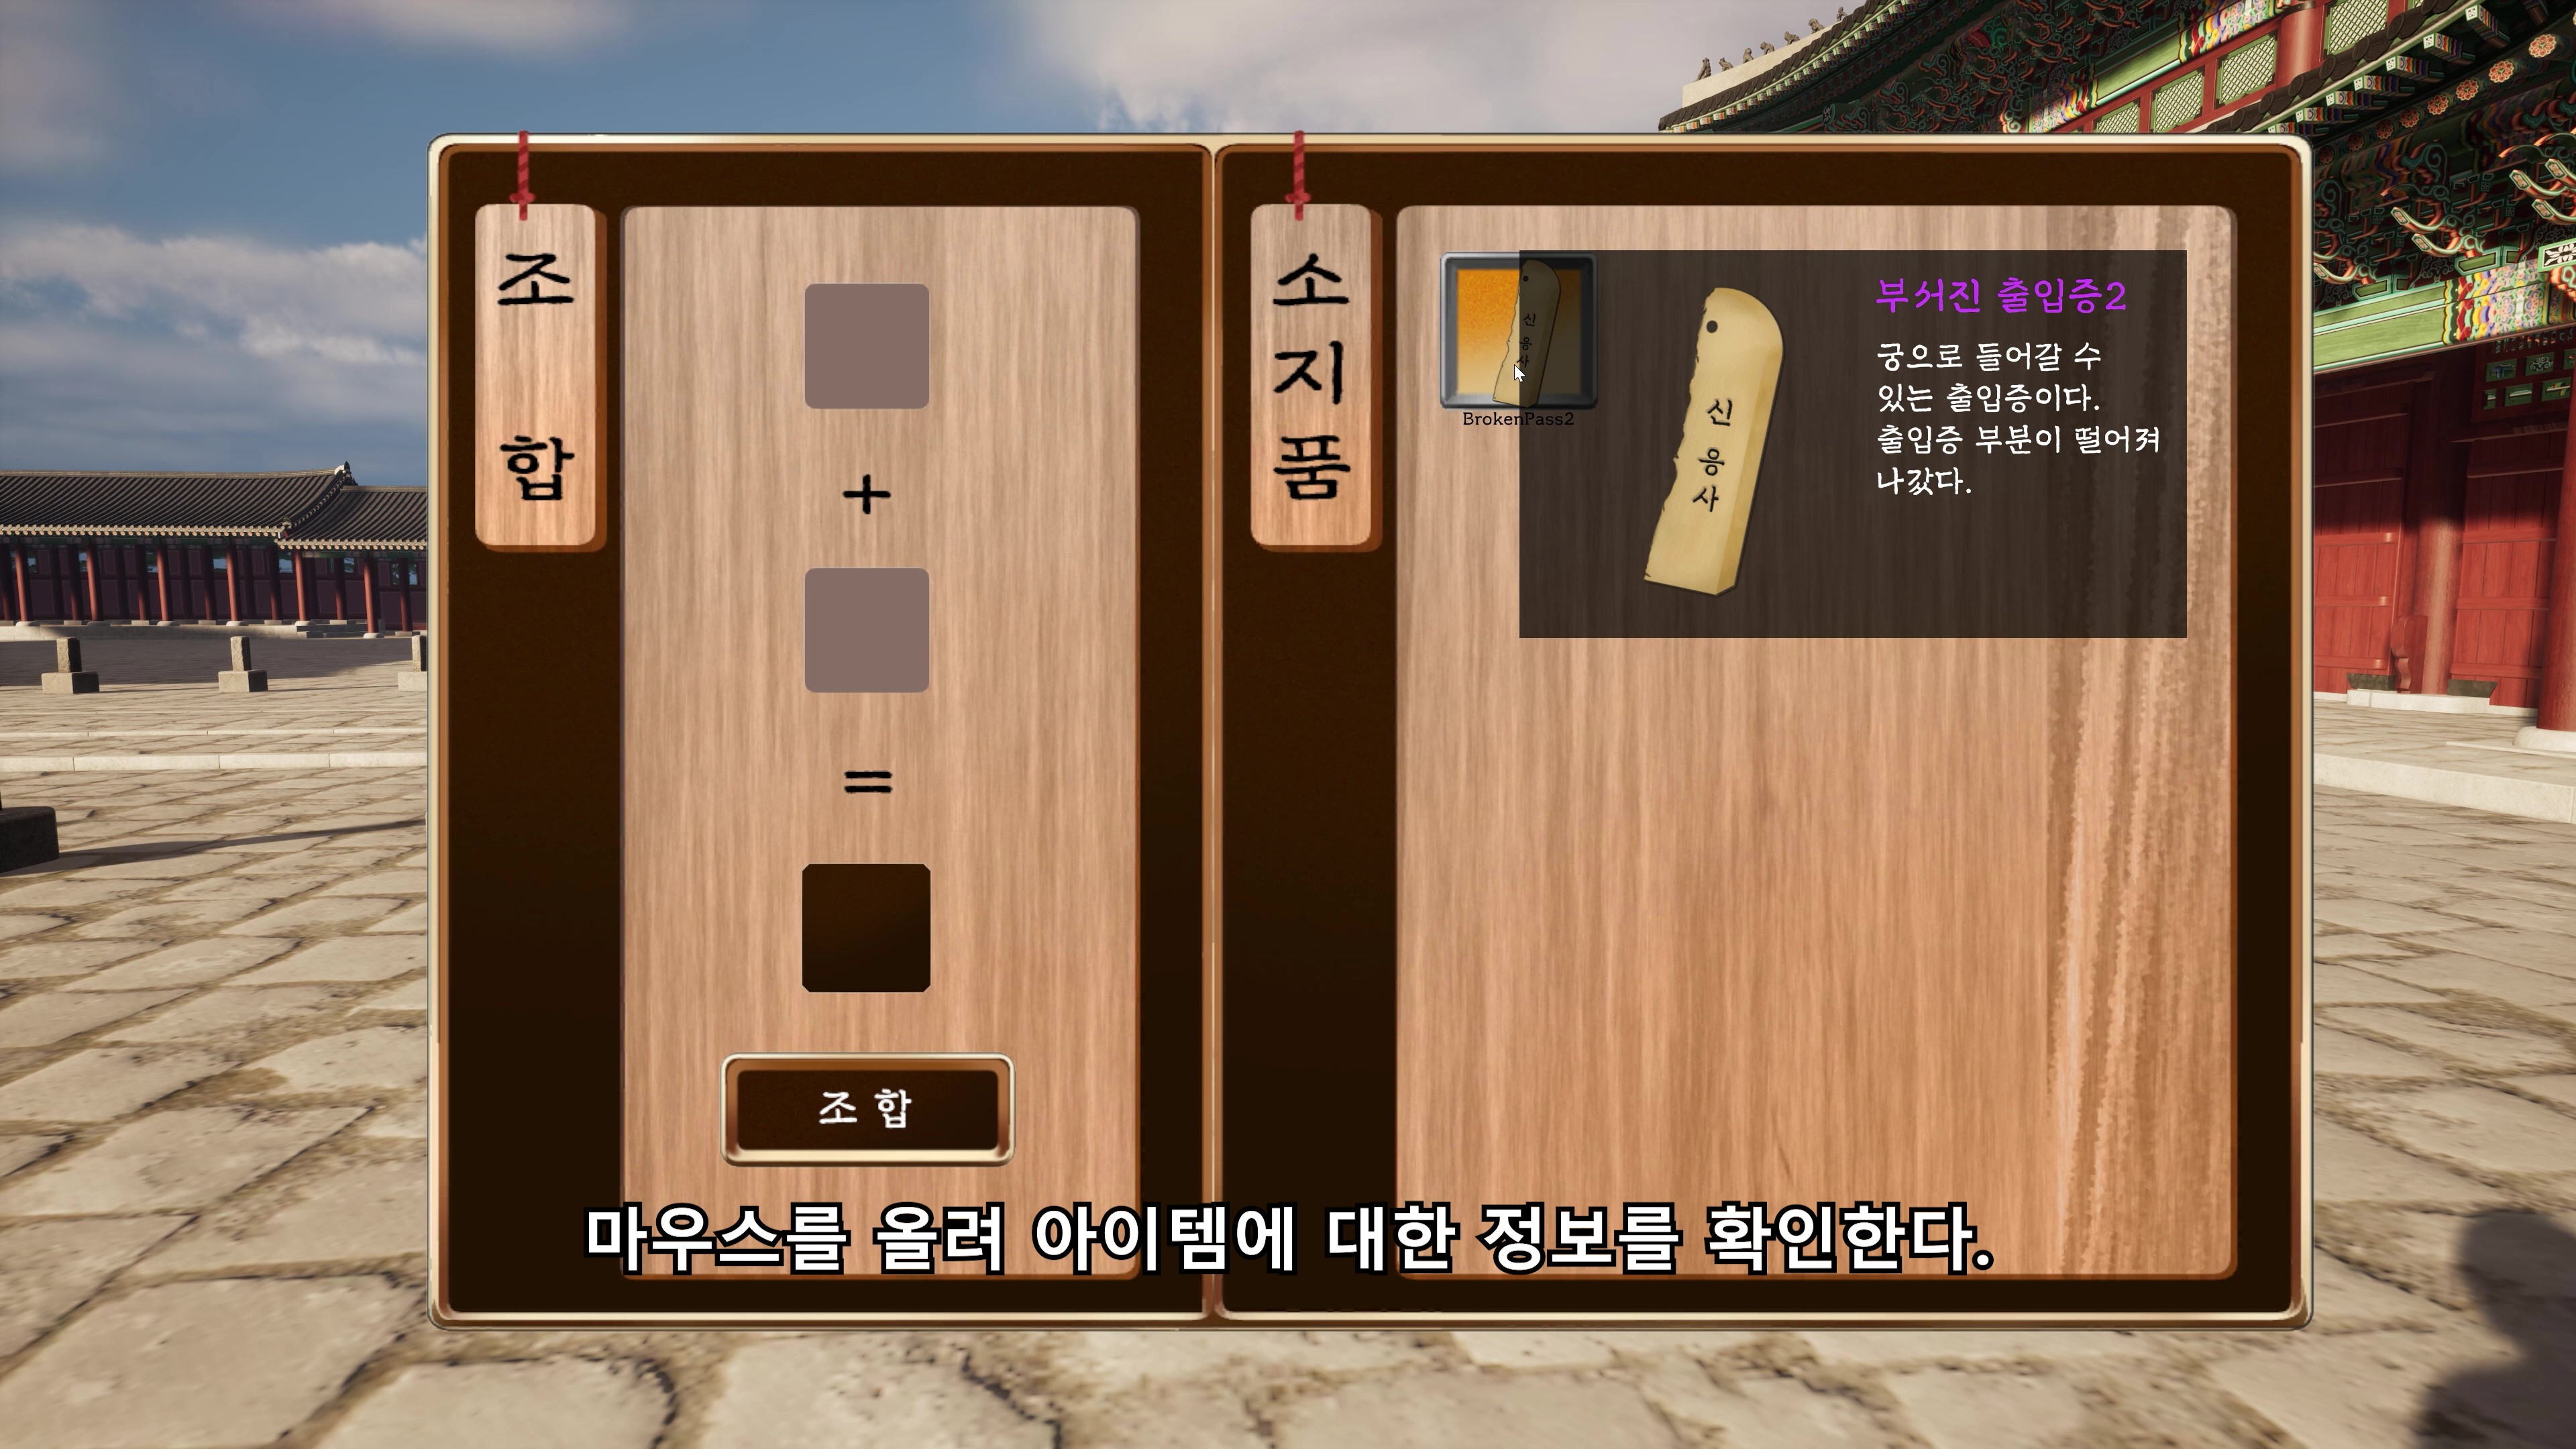 조
합
+
=
조 합
소
지
품
신
응
사
BrokenPass2
신
응
사
부서진 출입증2
궁으로 들어갈 수
있는 출입증이다.
출입증 부분이 떨어져
나갔다.
마우스를 올려 아이템에 대한 정보를 확인한다.